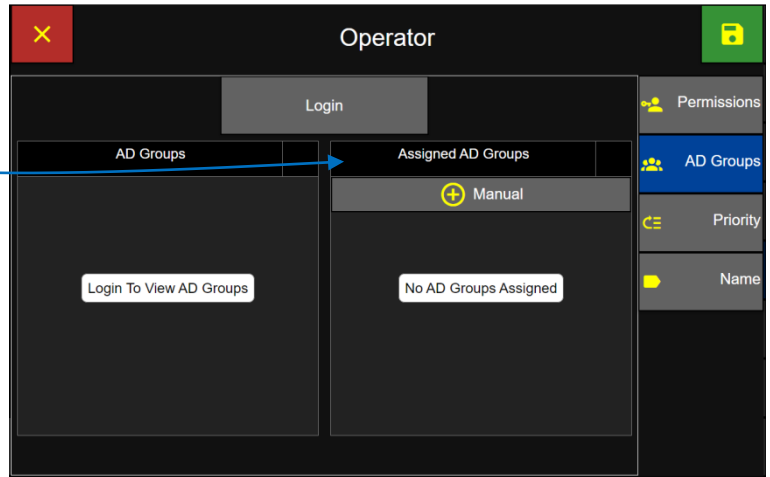 Operator
Login
AD Groups
Assigned AD Groups
Manual
Login To View AD Groups
No AD Groups Assigned
Permissions
AD Groups
Priority
Name